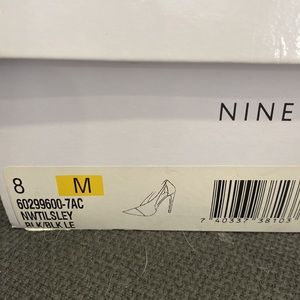 NINE
8 M
60299600-7AC
NWTILSLEY
BLK/BLK LE
7 40337 38103